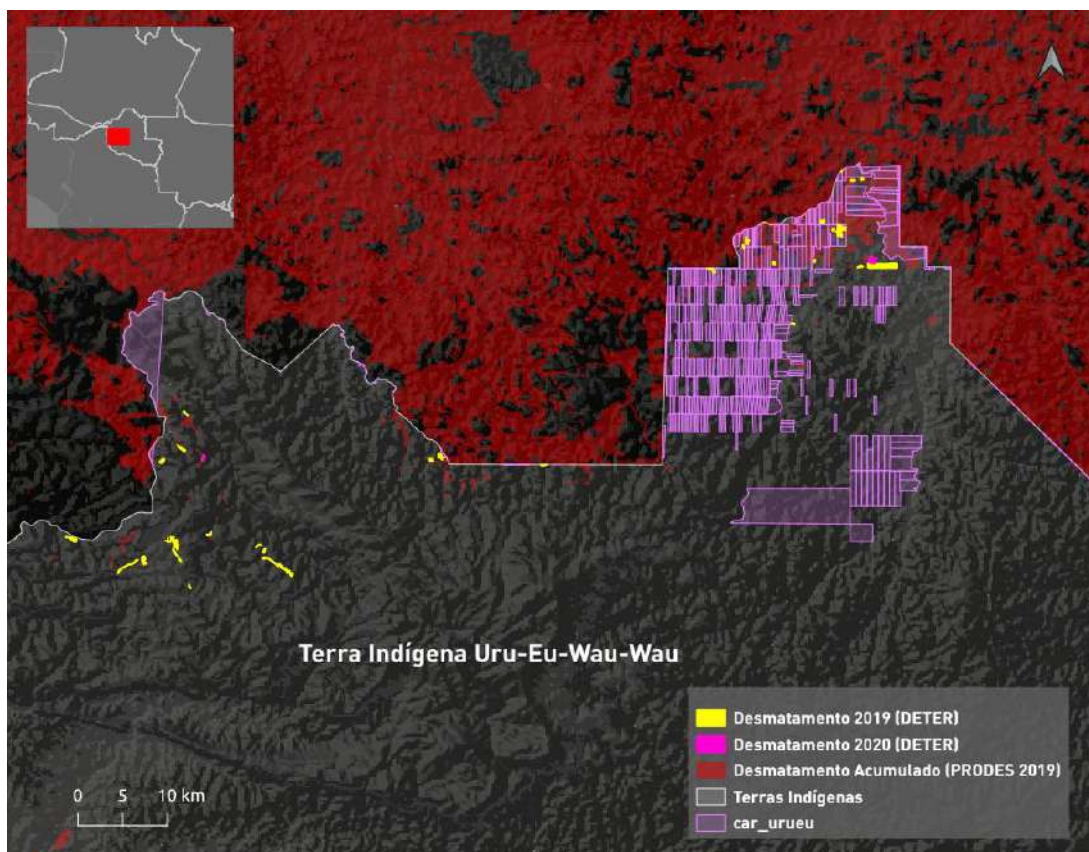 Terra Indígena Uru-Eu-Wau-Wau
Desmatamento 2019 (DETER)
Desmatamento 2020 (DETER)
Desmatamento Acumulado (PRODES 2019)
Terras Indígenas
car_urueu
0 5 10 km